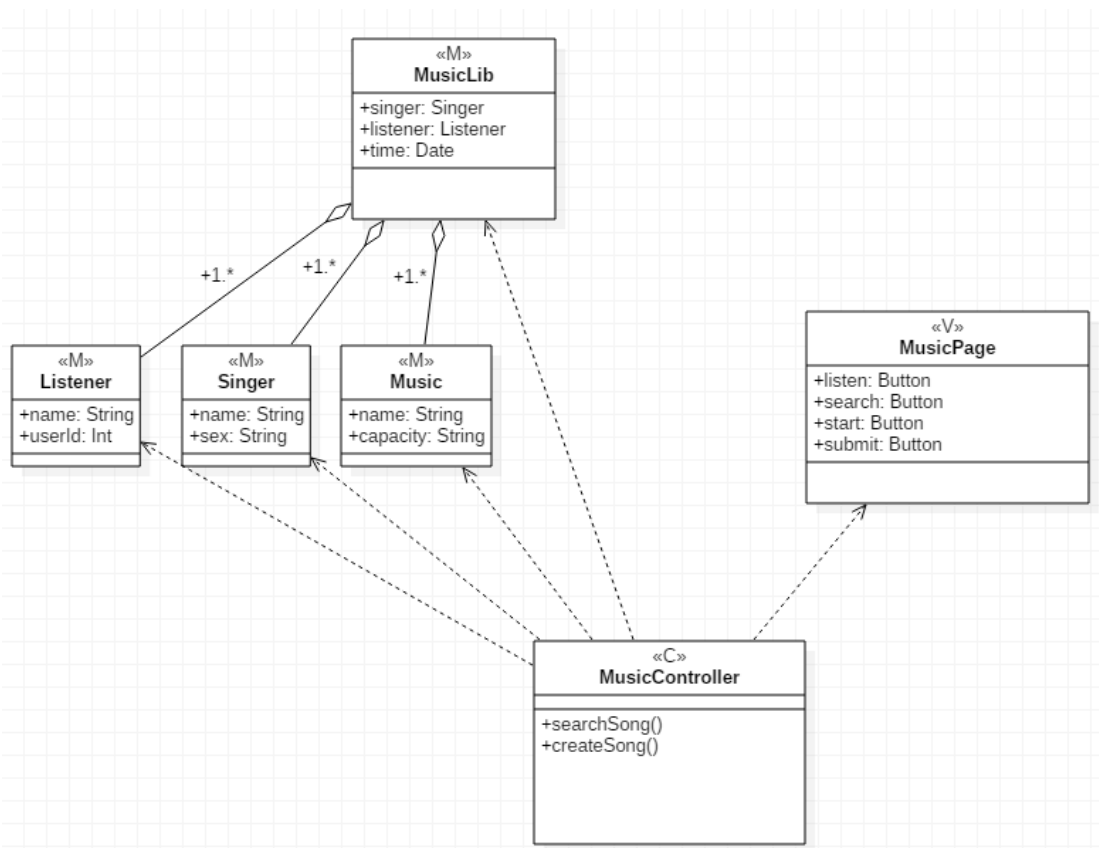 «M»
MusicLib
+singer: Singer
+listener: Listener
+time: Date
+1.*
+1.*
+1.*
«M»
Listener
+name: String
+userId: Int
«M»
Singer
+name: String
+sex: String
«M»
Music
+name: String
+capacity: String
«V»
MusicPage
+listen: Button
+search: Button
+start: Button
+submit: Button
«C»
MusicController
+searchSong()
+createSong()